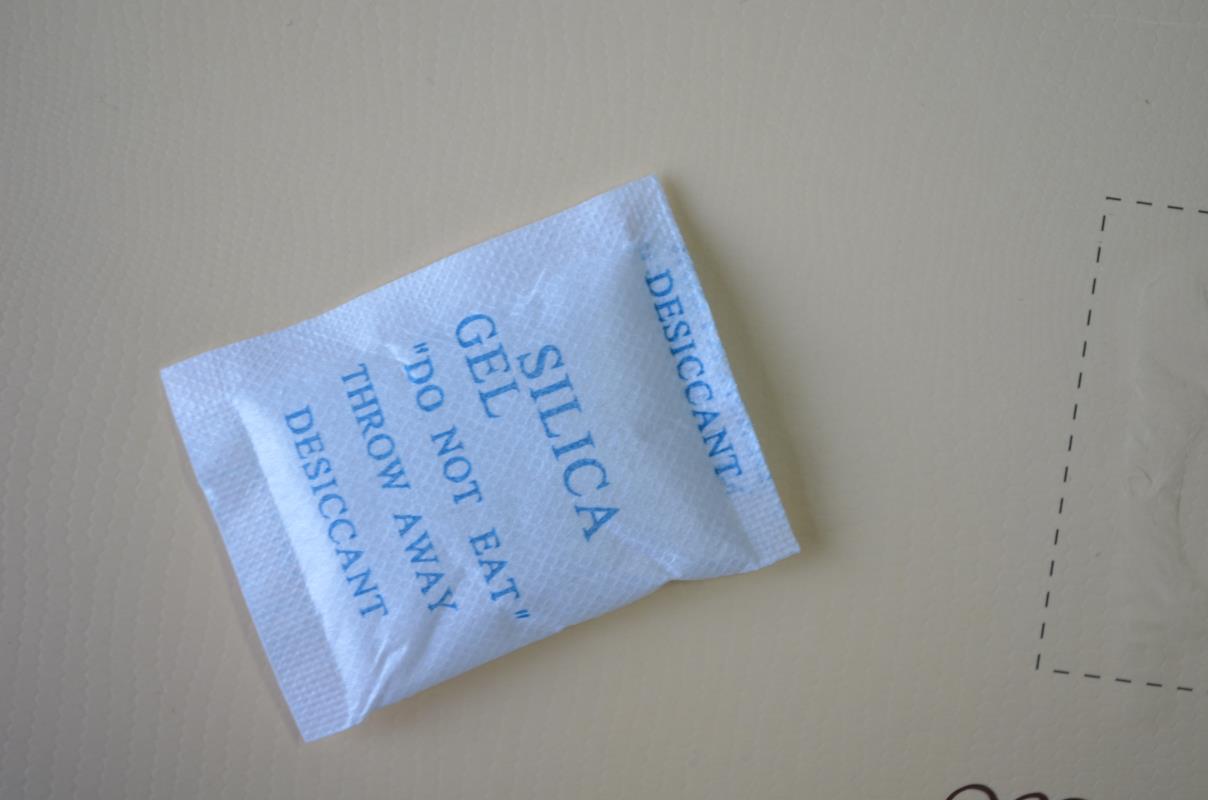 DESICCANT
SILICA
GEL
"DO NOT EAT"
THROW AWAY
DESICCANT